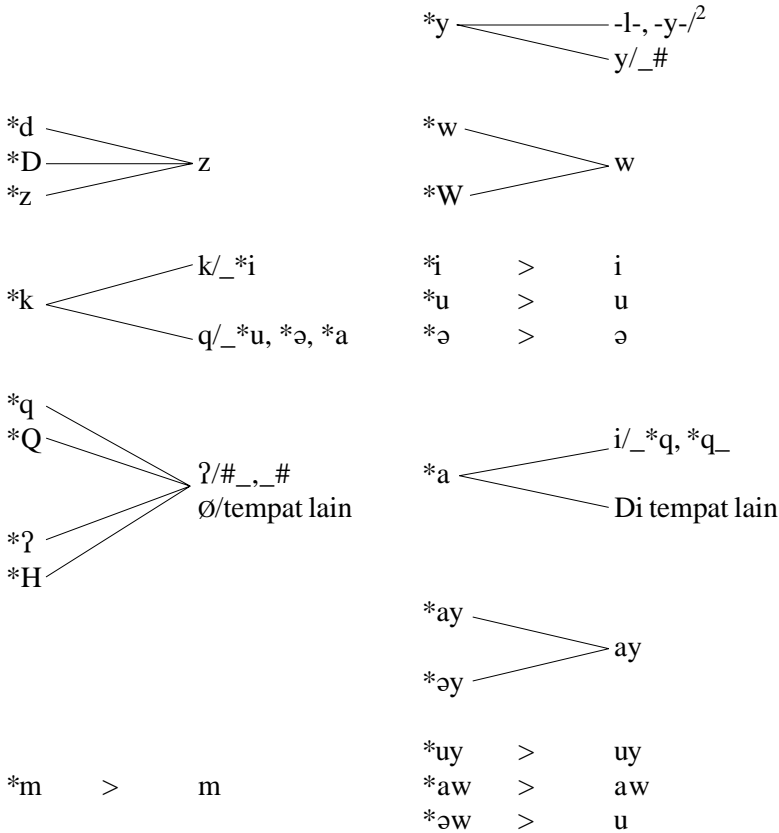 *y -l-, -y-/²
y/_#
*d *w
*D z w
*z *W
k/_*i *i > i
*k *u > u
q/_*u, *ə, *a *ə > ə
*q
*Q i/_*q, *q_
ʔ/#_,_# *a
Ø/tempat lain Di tempat lain
*ʔ
*H
*ay
ay
*əy
*uy > uy
*m > m *aw > aw
*əw > u